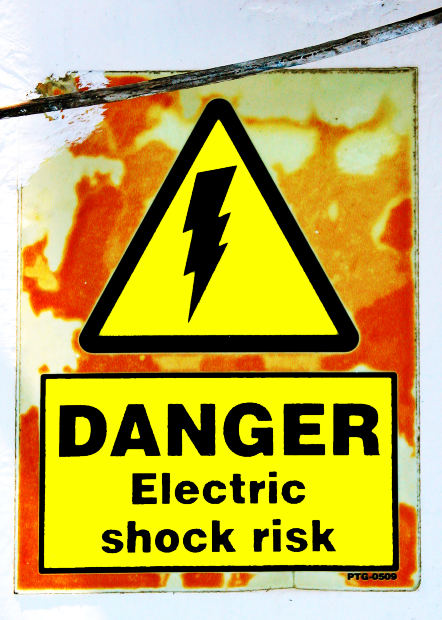 DANGER
Electric
shock risk
PTG-0509